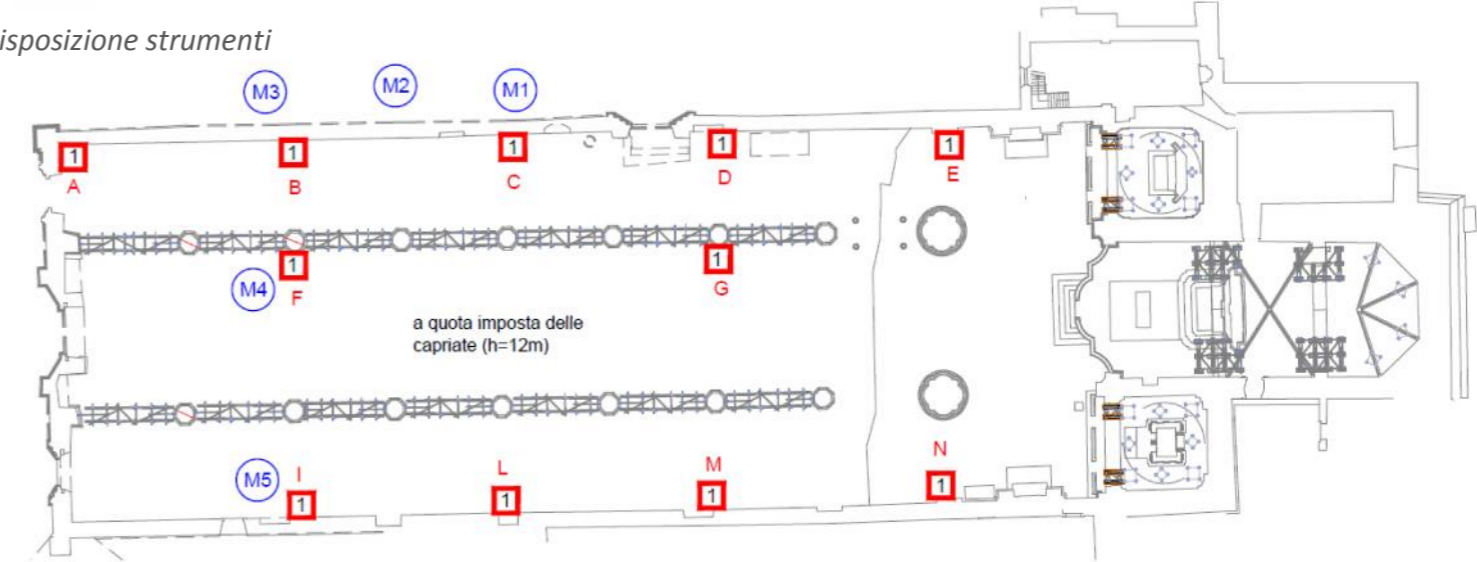 isposizione strumenti
M3
M2
M1
1
A
1
B
1
C
1
D
1
E
1
F
M4
1
G
a quota imposta delle
capriate (h=12m)
M5
I
1
L
1
M
1
N
1